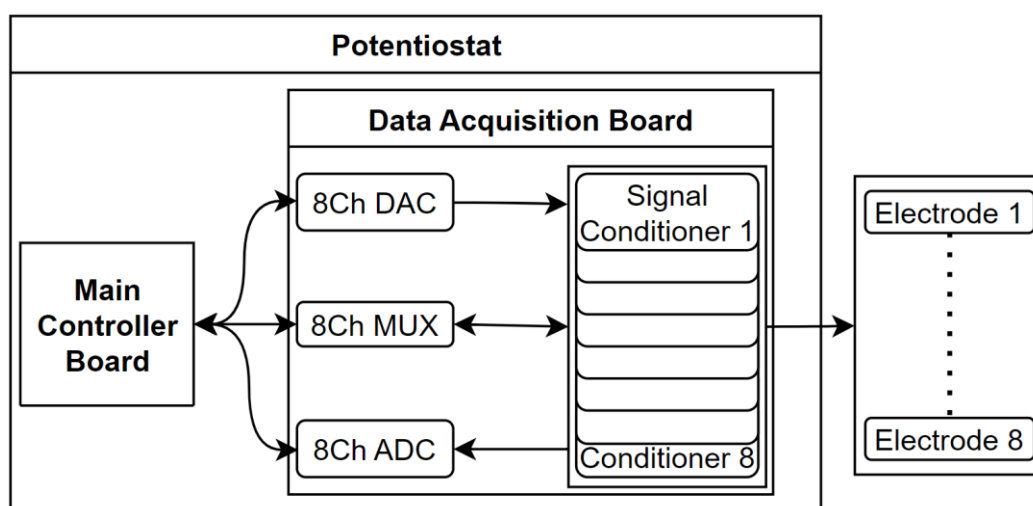 Potentiostat
Data Acquisition Board
8Ch DAC
Signal
Conditioner 1
Electrode 1
Main
Controller
Board
8Ch MUX
8Ch ADC
Conditioner 8
Electrode 8